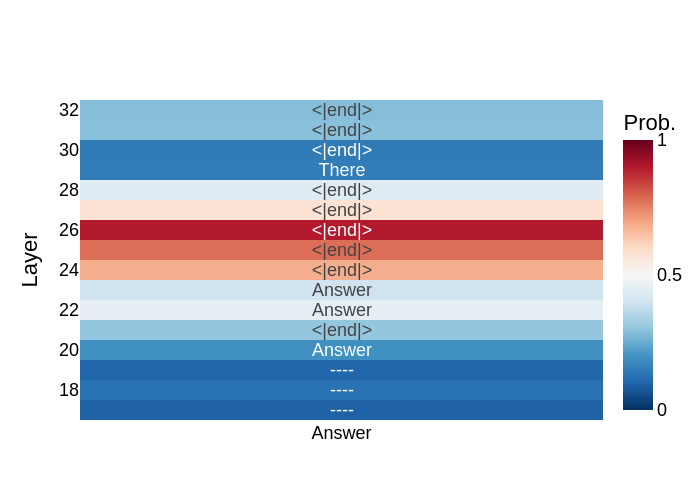 Prob.
1
0.5
0
Layer
32
<|end|>
<|end|>
30
<|end|>
There
28
<|end|>
<|end|>
26
<|end|>
<|end|>
24
<|end|>
Answer
22
Answer
<|end|>
20
Answer
----
18
----
----
Answer